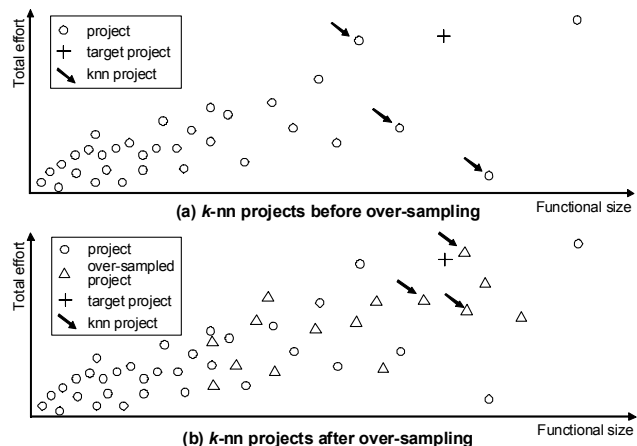 Total effort
project
target project
knn project
Functional size
(a) k-nn projects before over-sampling
Total effort
project
over-sampled
project
target project
knn project
Functional size
(b) k-nn projects after over-sampling